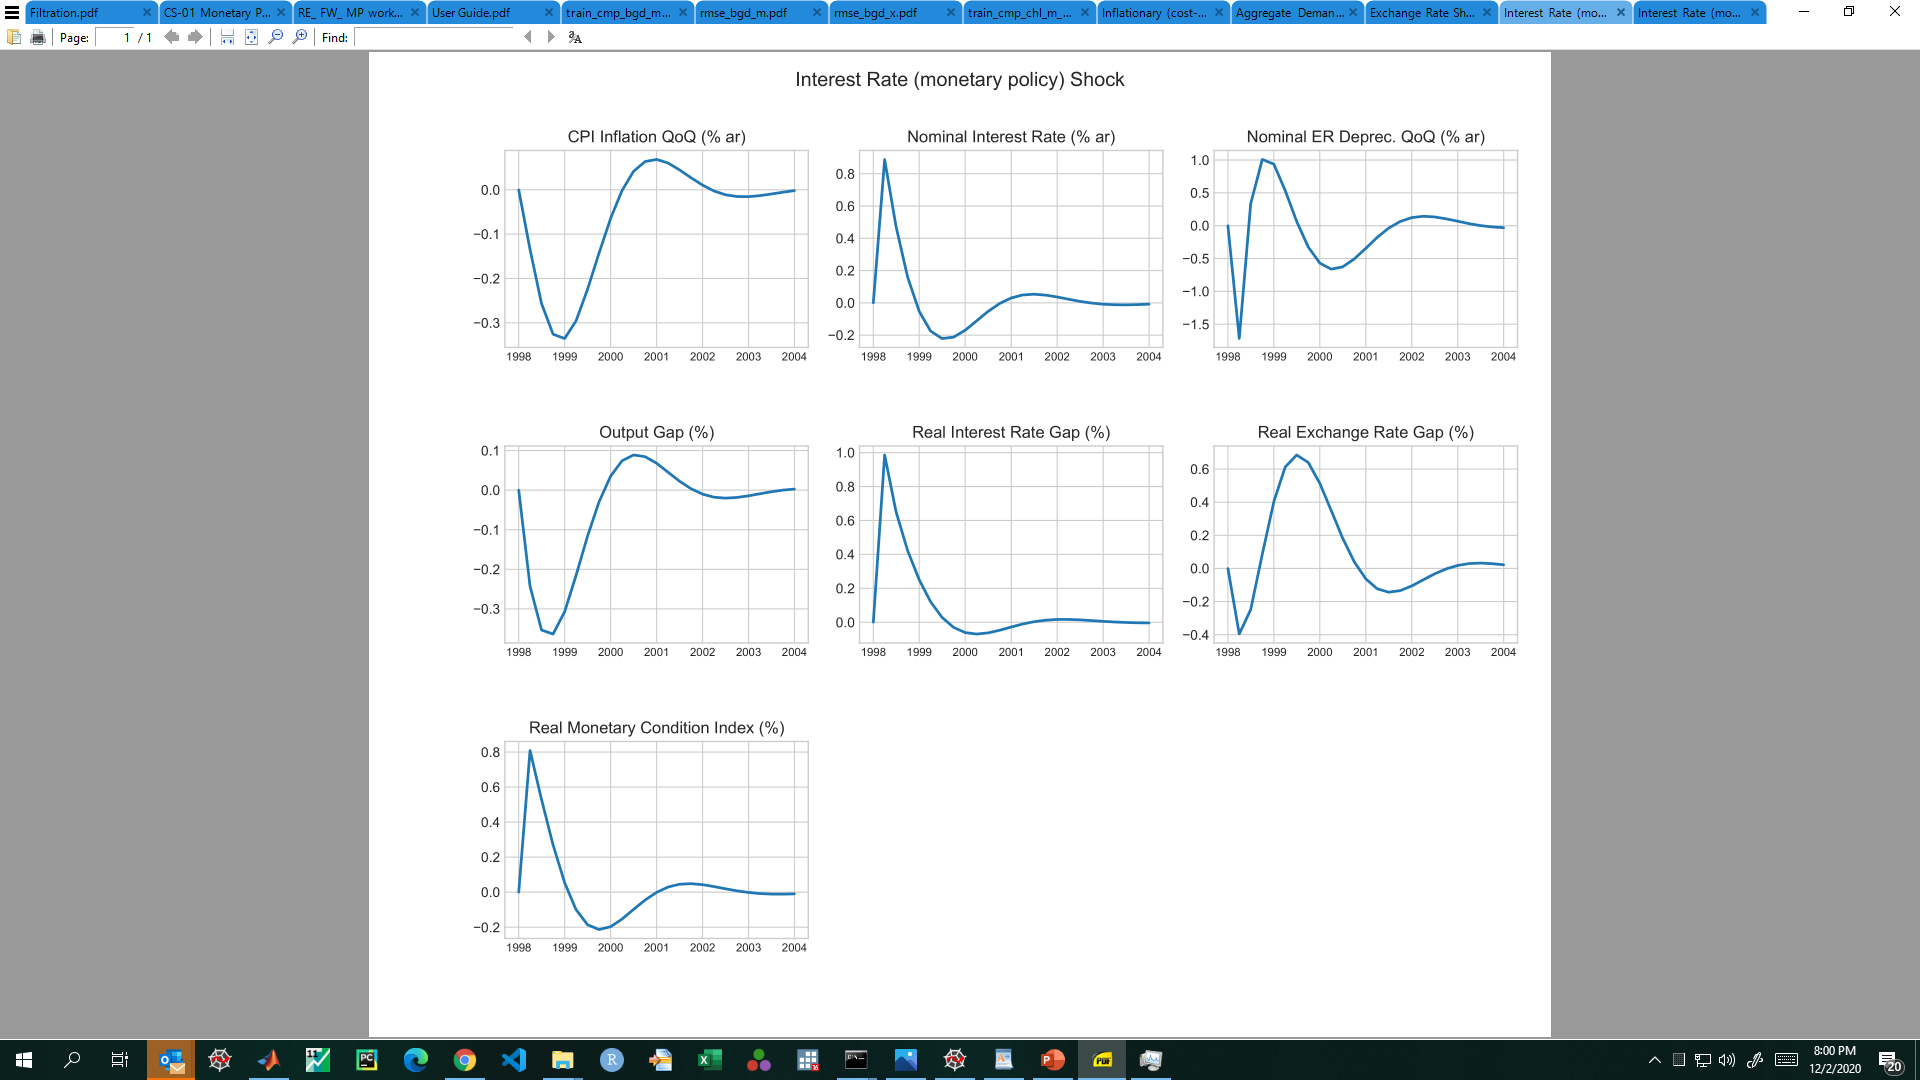 Filtration.pdf CS-01 Monetary P... RE_ FW_ MP work... User Guide.pdf train_cmp_bgd_m... rmse_bgd_m.pdf rmse_bgd_x.pdf train_cmp_chl_m_... Inflationary (cost-... Aggregate Deman... Exchange Rate Sh... Interest Rate (mo... Interest Rate (mo...
Page: 1 / 1 Find:
Interest Rate (monetary policy) Shock
CPI Inflation QoQ (% ar)
0.0
−0.1
−0.2
−0.3
1998 1999 2000 2001 2002 2003 2004
Nominal Interest Rate (% ar)
0.8
0.6
0.4
0.2
0.0
−0.2
1998 1999 2000 2001 2002 2003 2004
Nominal ER Deprec. QoQ (% ar)
1.0
0.5
0.0
−0.5
−1.0
−1.5
1998 1999 2000 2001 2002 2003 2004
Output Gap (%)
0.1
0.0
−0.1
−0.2
−0.3
1998 1999 2000 2001 2002 2003 2004
Real Interest Rate Gap (%)
1.0
0.8
0.6
0.4
0.2
0.0
1998 1999 2000 2001 2002 2003 2004
Real Exchange Rate Gap (%)
0.6
0.4
0.2
0.0
−0.2
−0.4
1998 1999 2000 2001 2002 2003 2004
Real Monetary Condition Index (%)
0.8
0.6
0.4
0.2
0.0
−0.2
1998 1999 2000 2001 2002 2003 2004
8:00 PM
12/2/2020
20